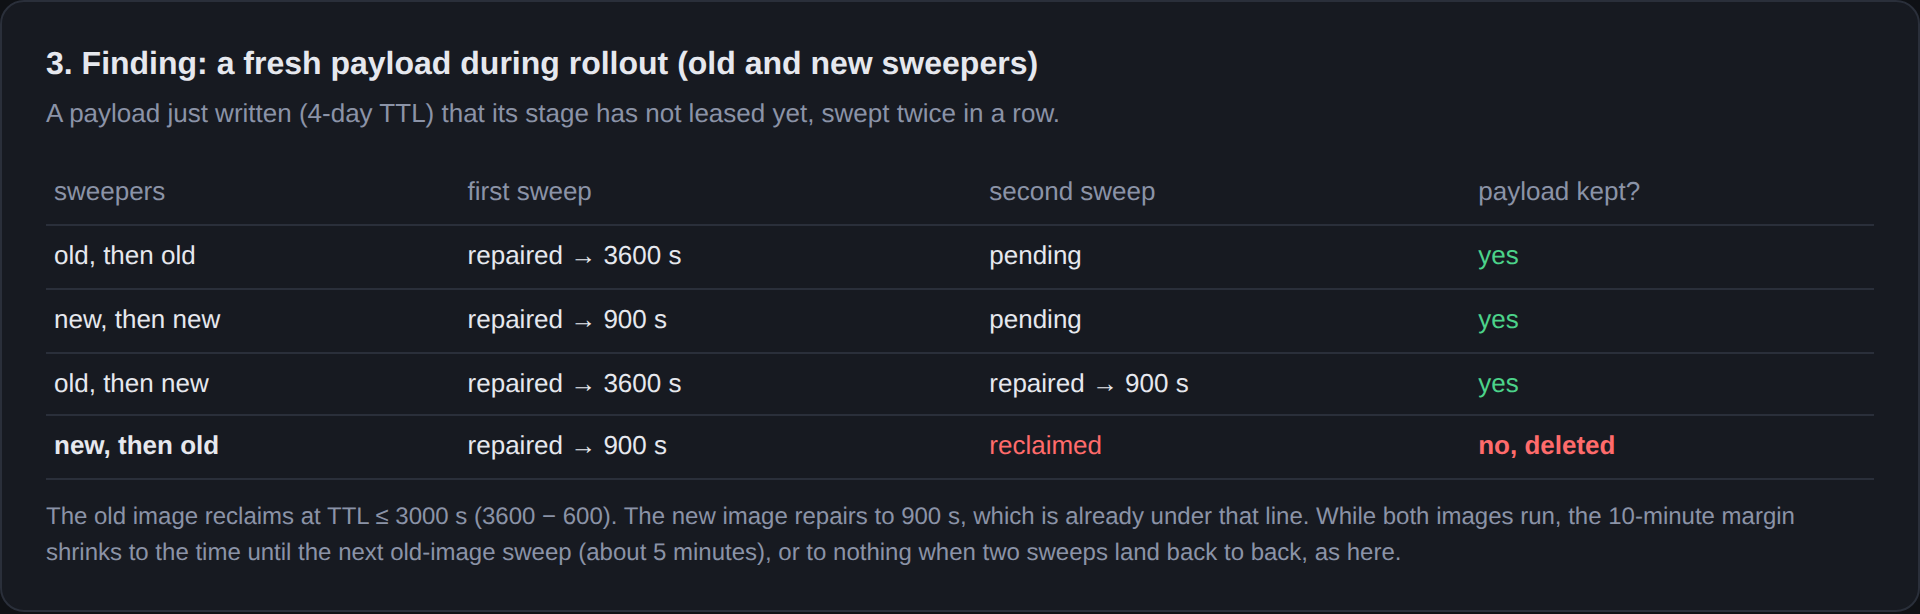 3. Finding: a fresh payload during rollout (old and new sweepers)
A payload just written (4-day TTL) that its stage has not leased yet, swept twice in a row.
sweepers first sweep second sweep payload kept?
old, then old repaired → 3600 s pending yes
new, then new repaired → 900 s pending yes
old, then new repaired → 3600 s repaired → 900 s yes
new, then old repaired → 900 s reclaimed no, deleted
The old image reclaims at TTL ≤ 3000 s (3600 − 600). The new image repairs to 900 s, which is already under that line. While both images run, the 10-minute margin
shrinks to the time until the next old-image sweep (about 5 minutes), or to nothing when two sweeps land back to back, as here.